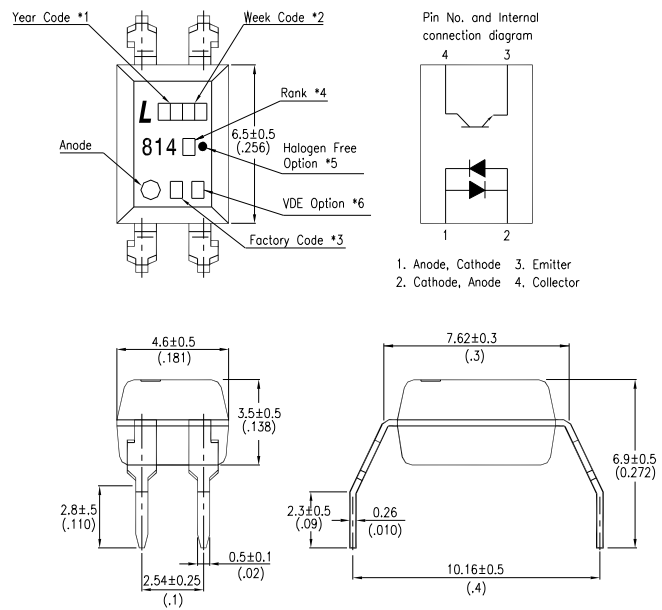 Year Code *1
Week Code *2
L
Rank *4
814
6.5±0.5
(.256)
Anode
Halogen Free
Option *5
VDE Option *6
Factory Code *3
Pin No. and Internal
connection diagram
4 3
1 2
1. Anode, Cathode 3. Emitter
2. Cathode, Anode 4. Collector
4.6±0.5
(.181)
3.5±0.5
(.138)
2.8±.5
(.110)
0.5±0.1
(.02)
2.54±0.25
(.1)
7.62±0.3
(.3)
6.9±0.5
(0.272)
2.3±0.5
(.09)
0.26
(.010)
10.16±0.5
(.4)